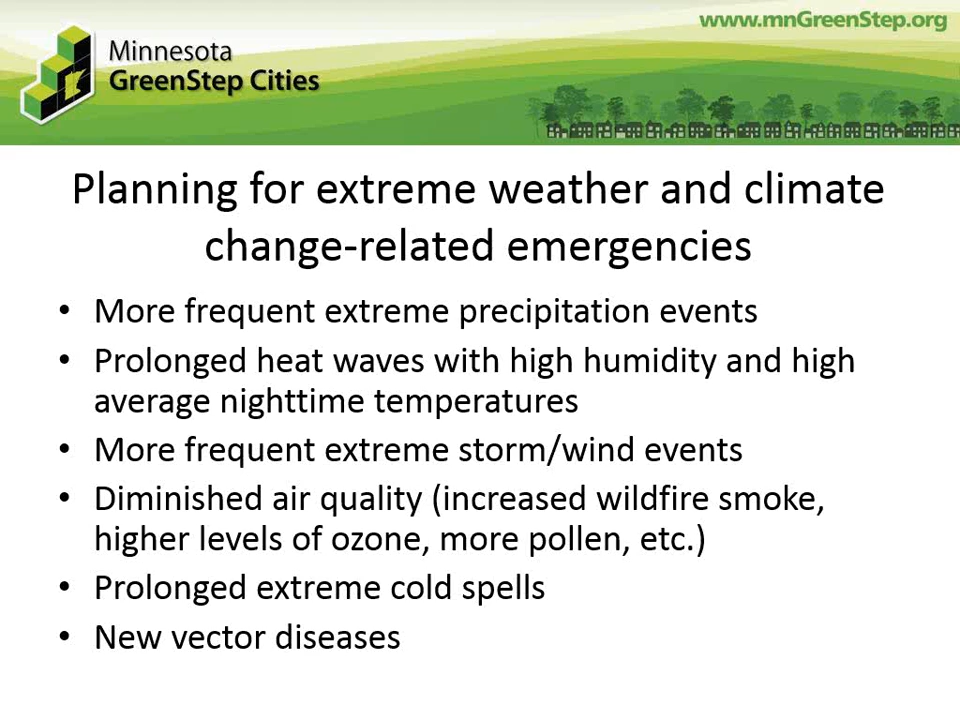 www.mnGreenStep.org
Minnesota
GreenStep Cities
Planning for extreme weather and climate
change-related emergencies
• More frequent extreme precipitation events
• Prolonged heat waves with high humidity and high
average nighttime temperatures
• More frequent extreme storm/wind events
• Diminished air quality (increased wildfire smoke,
higher levels of ozone, more pollen, etc.)
• Prolonged extreme cold spells
• New vector diseases